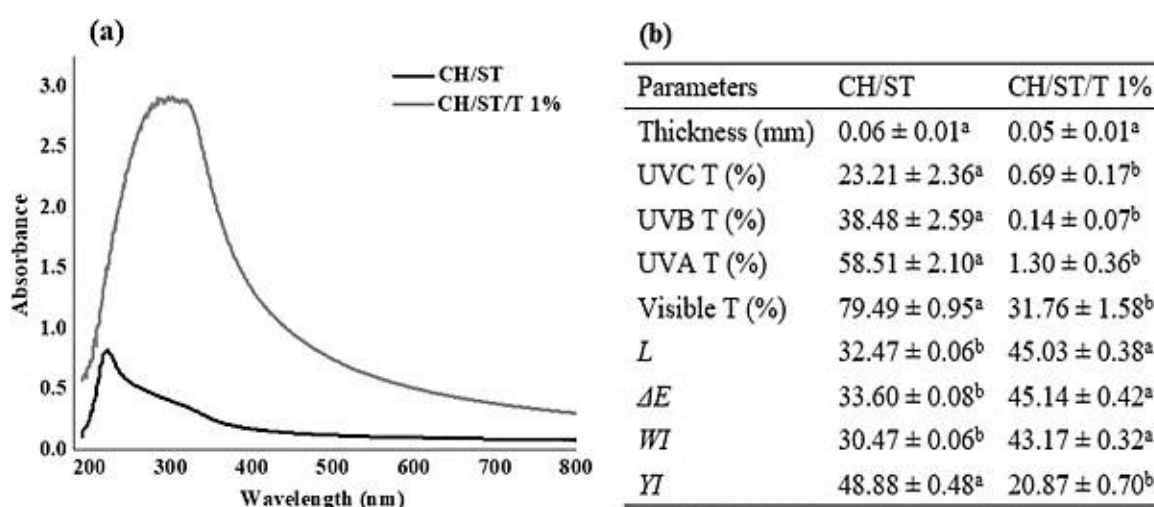 (a)
CH/ST
CH/ST/T 1%
Absorbance
3.0
2.5
2.0
1.5
1.0
0.5
0.0
200 300 400 500 600 700 800
Wavelength (nm)
(b)
Parameters CH/ST CH/ST/T 1%
Thickness (mm) 0.06 ± 0.01ᵃ 0.05 ± 0.01ᵃ
UVC T (%) 23.21 ± 2.36ᵃ 0.69 ± 0.17ᵇ
UVB T (%) 38.48 ± 2.59ᵃ 0.14 ± 0.07ᵇ
UVA T (%) 58.51 ± 2.10ᵃ 1.30 ± 0.36ᵇ
Visible T (%) 79.49 ± 0.95ᵃ 31.76 ± 1.58ᵇ
L 32.47 ± 0.06ᵇ 45.03 ± 0.38ᵃ
ΔE 33.60 ± 0.08ᵇ 45.14 ± 0.42ᵃ
WI 30.47 ± 0.06ᵇ 43.17 ± 0.32ᵃ
YI 48.88 ± 0.48ᵃ 20.87 ± 0.70ᵇ